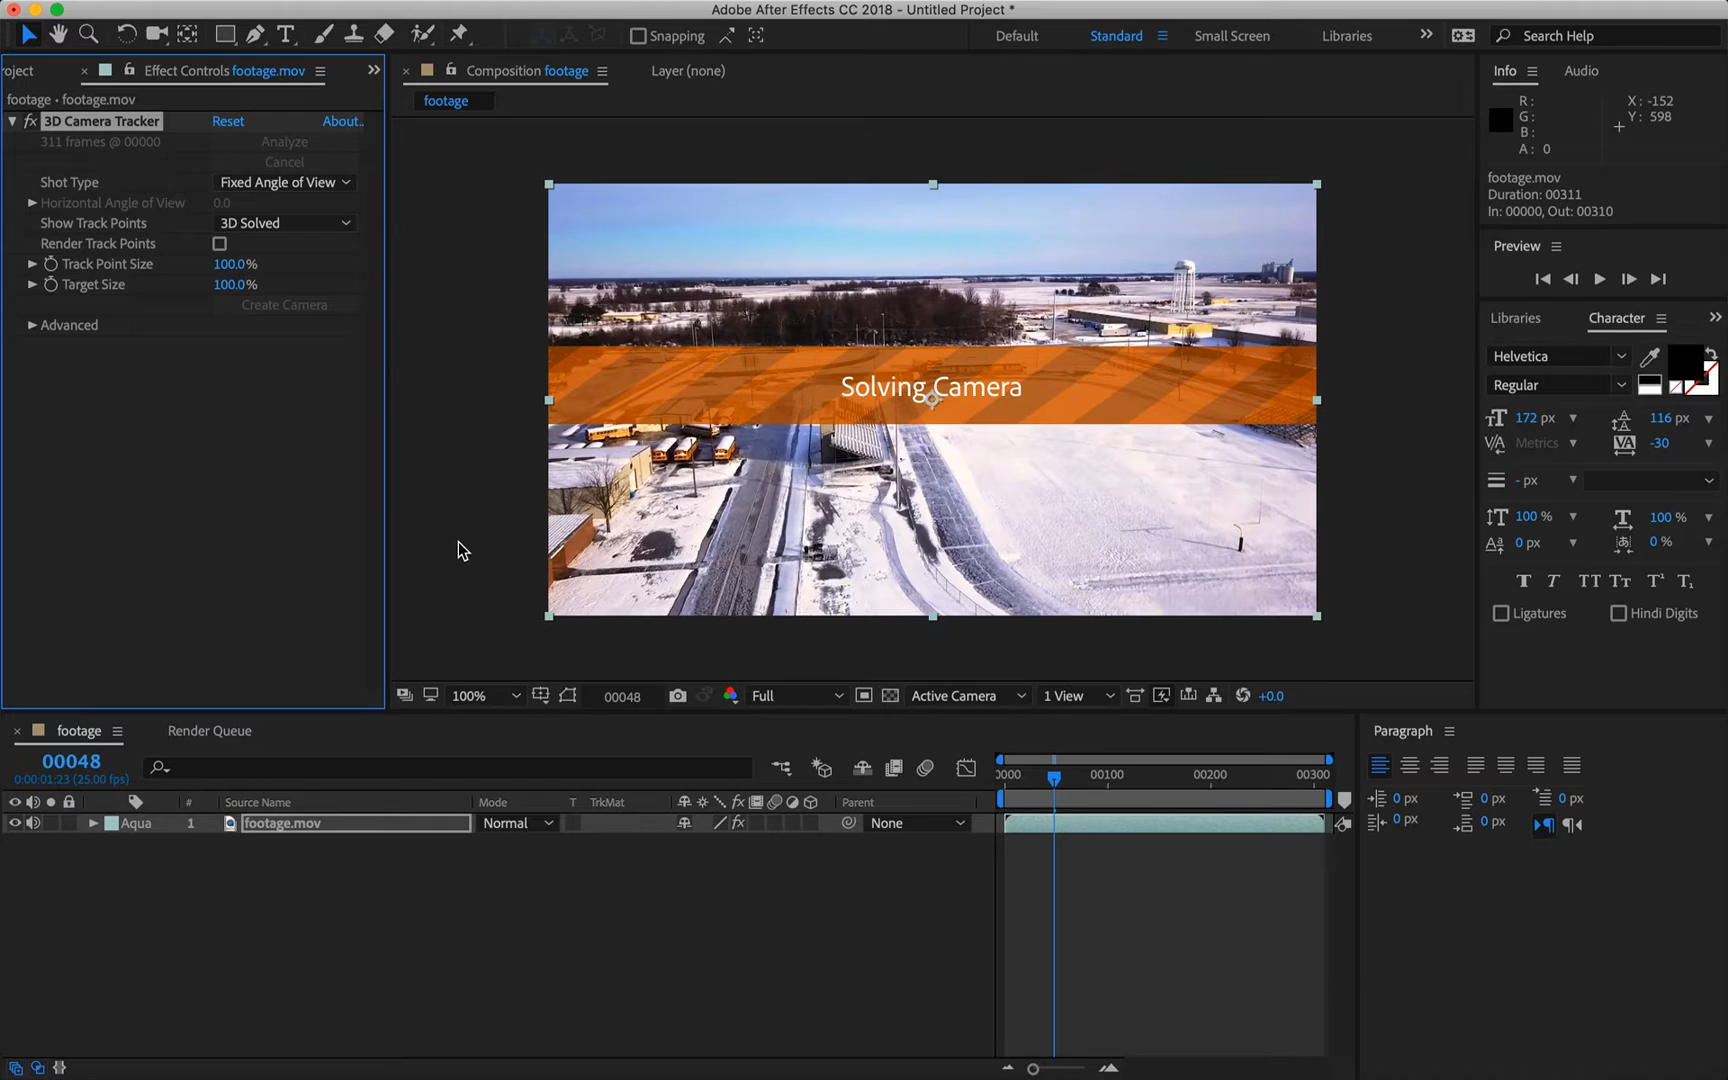 Adobe After Effects CC 2018 - Untitled Project *
Snapping
Default
Standard
Small Screen
Libraries
Search Help
roject
Effect Controls footage.mov
footage • footage.mov
3D Camera Tracker
Reset
About..
311 frames @ 00000
Analyze
Cancel
Shot Type
Fixed Angle of View
Horizontal Angle of View
0.0
Show Track Points
3D Solved
Render Track Points
Track Point Size
100.0%
Target Size
100.0%
Create Camera
Advanced
Composition footage
Layer (none)
footage
Solving Camera
100%
00048
Full
Active Camera
1 View
+0.0
Info
Audio
R:
G:
B:
A: 0
X: -152
Y: 598
footage.mov
Duration: 00311
In: 00000, Out: 00310
Preview
Libraries
Character
Helvetica
Regular
172 px
116 px
Metrics
-30
- px
100 %
100 %
0 px
0 %
T T TT Tt T¹ T₁
Ligatures
Hindi Digits
footage
Render Queue
00048
0:00:01:23 (25.00 fps)
0000
00100
00200
00300
#
Source Name
Mode
T
TrkMat
Parent
Aqua
1
footage.mov
Normal
None
Paragraph
0 px
0 px
0 px
0 px
0 px